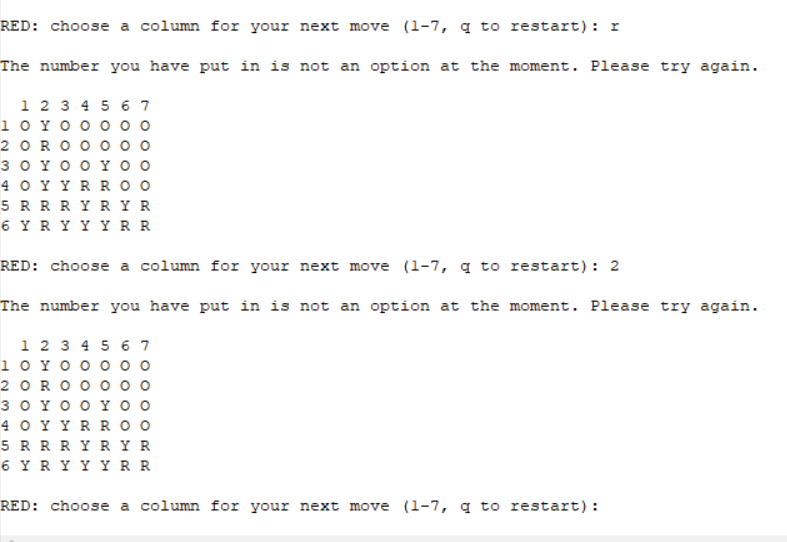 RED: choose a column for your next move (1-7, q to restart): r
The number you have put in is not an option at the moment. Please try again.
1 2 3 4 5 6 7
1 O Y O O O O O
2 O R O O O O O
3 O Y O O Y O O
4 O Y Y R R O O
5 R R R Y R Y R
6 Y R Y Y Y R R
RED: choose a column for your next move (1-7, q to restart): 2
The number you have put in is not an option at the moment. Please try again.
1 2 3 4 5 6 7
1 O Y O O O O O
2 O R O O O O O
3 O Y O O Y O O
4 O Y Y R R O O
5 R R R Y R Y R
6 Y R Y Y Y R R
RED: choose a column for your next move (1-7, q to restart):